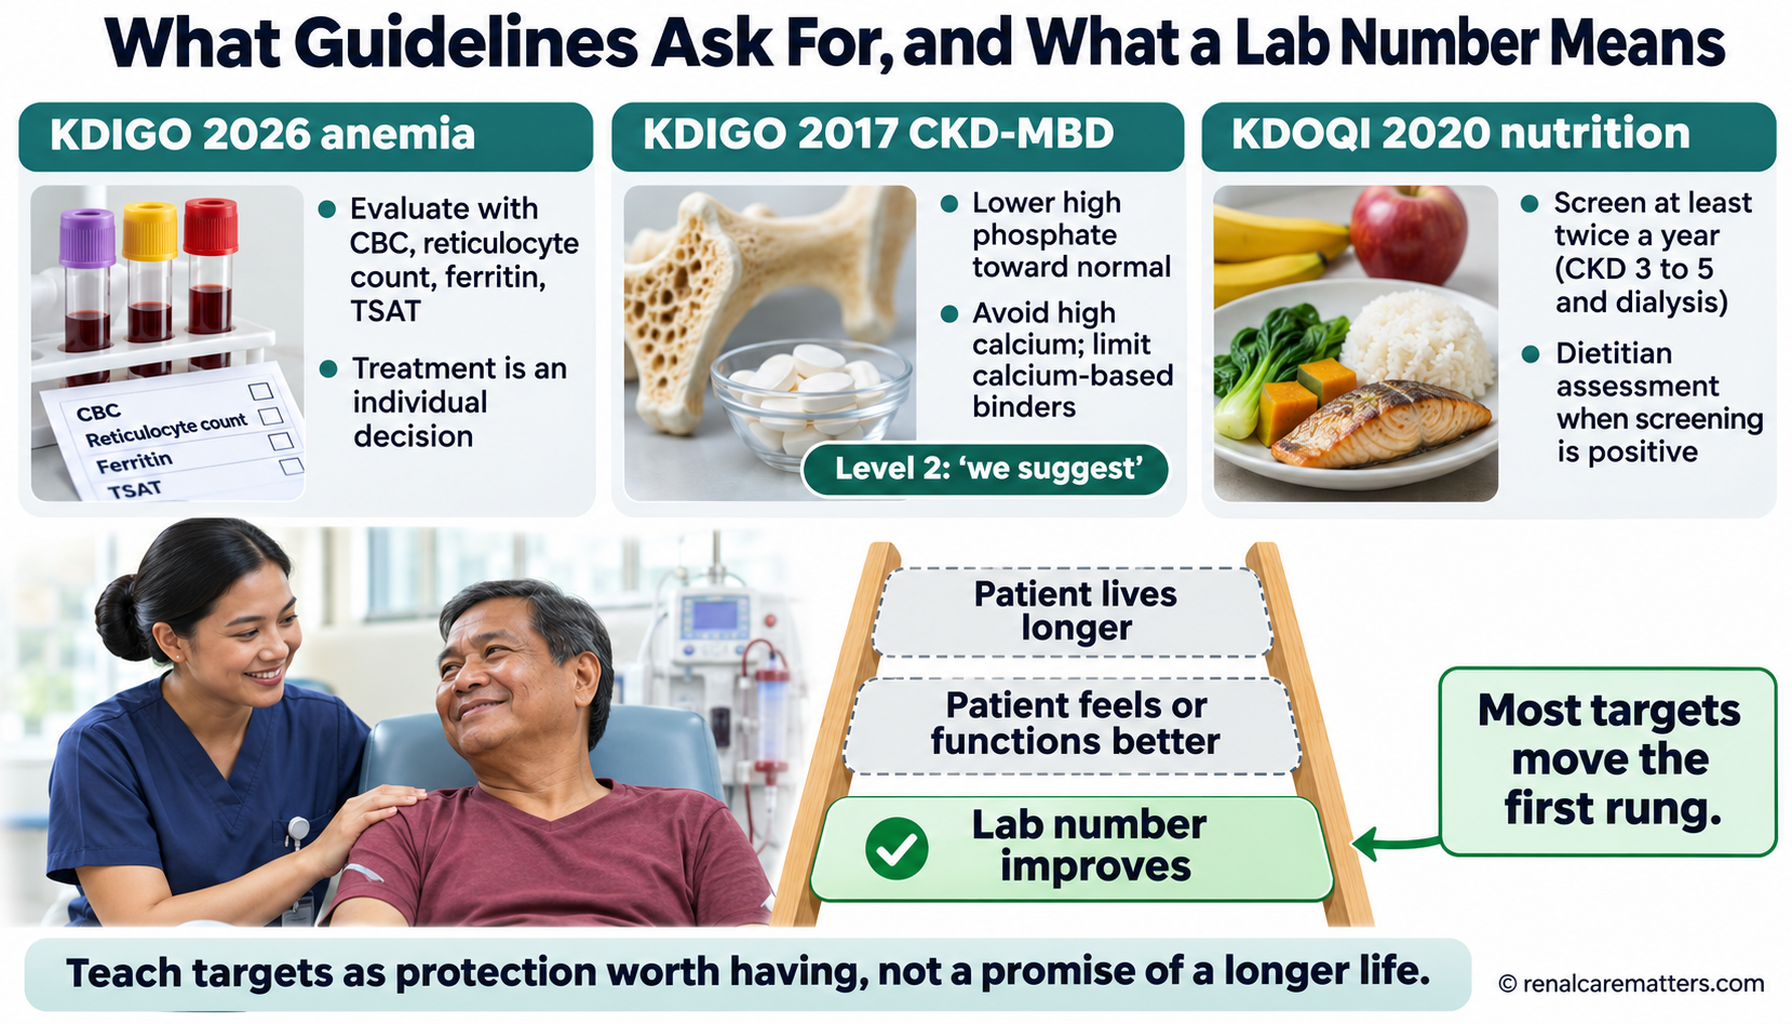 What Guidelines Ask For, and What a Lab Number Means
KDIGO 2026 anemia
Evaluate with
CBC, reticulocyte
count, ferritin,
TSAT
Treatment is an
individual
decision
CBC
Reticulocyte count
Ferritin
TSAT
KDIGO 2017 CKD-MBD
Lower high
phosphate
toward normal
Avoid high
calcium; limit
calcium-based
binders
Level 2: ‘we suggest’
KDOQI 2020 nutrition
Screen at least
twice a year
(CKD 3 to 5
and dialysis)
Dietitian
assessment
when screening
is positive
Patient lives
longer
Patient feels or
functions better
Lab number
improves
Most targets
move the
first rung.
Teach targets as protection worth having, not a promise of a longer life.
© renalcarematters.com